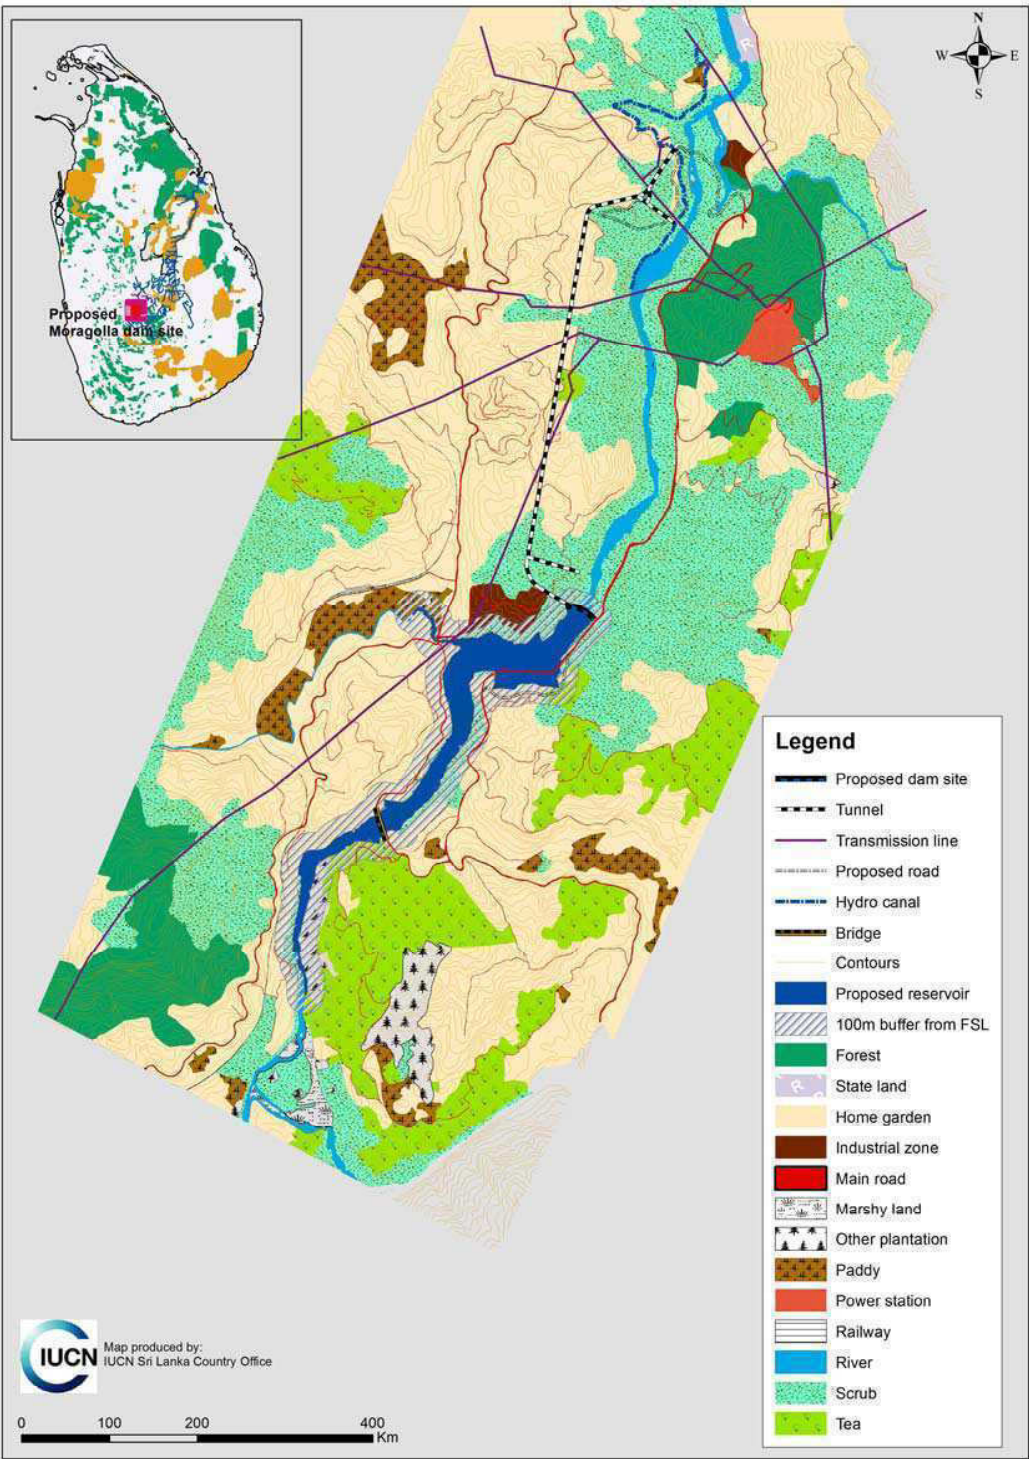 N
W
E
S
R
Proposed
Moragolla dam site
Legend
Proposed dam site
Tunnel
Transmission line
Proposed road
Hydro canal
Bridge
Contours
Proposed reservoir
100m buffer from FSL
Forest
R
State land
Home garden
Industrial zone
Main road
Marshy land
Other plantation
Paddy
Power station
Railway
River
Scrub
Tea
IUCN
Map produced by:
IUCN Sri Lanka Country Office
0 100 200 400
Km